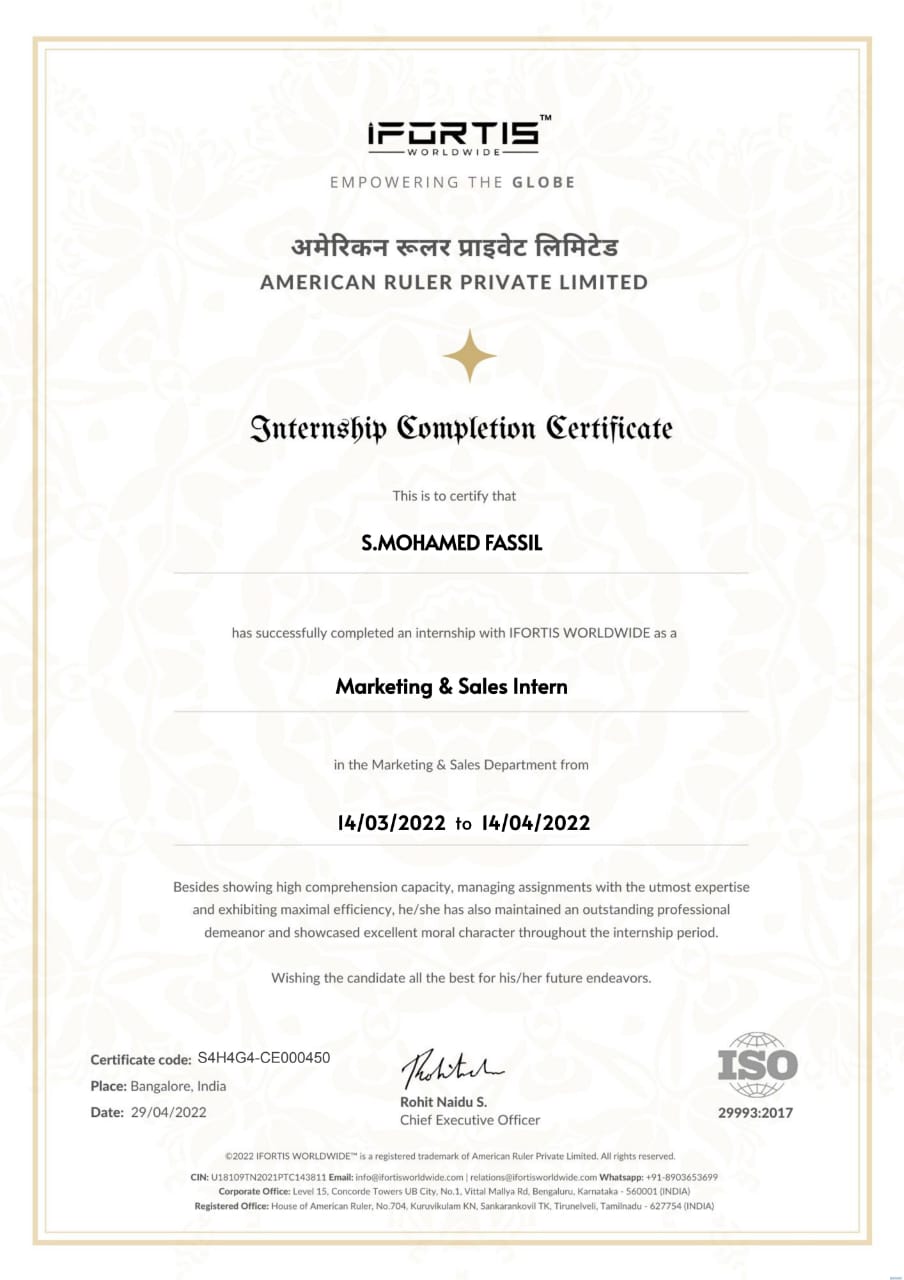 IFORTIS™
WORLDWIDE
EMPOWERING THE GLOBE
अमेरिकन रूलर प्राइवेट लिमिटेड
AMERICAN RULER PRIVATE LIMITED
Internship Completion Certificate
This is to certify that
S.MOHAMED FASSIL
has successfully completed an internship with IFORTIS WORLDWIDE as a
Marketing & Sales Intern
in the Marketing & Sales Department from
14/03/2022 to 14/04/2022
Besides showing high comprehension capacity, managing assignments with the utmost expertise
and exhibiting maximal efficiency, he/she has also maintained an outstanding professional
demeanor and showcased excellent moral character throughout the internship period.
Wishing the candidate all the best for his/her future endeavors.
Certificate code: S4H4G4-CE000450
Place: Bangalore, India
Date: 29/04/2022
Rohit Naidu S.
Chief Executive Officer
ISO
29993:2017
©2022 IFORTIS WORLDWIDE™ is a registered trademark of American Ruler Private Limited. All rights reserved.
CIN: U18109TN2021PTC143811 Email: info@ifortisworldwide.com | relations@ifortisworldwide.com Whatsapp: +91-8903653699
Corporate Office: Level 15, Concorde Towers UB City, No.1, Vittal Mallya Rd, Bengaluru, Karnataka - 560001 (INDIA)
Registered Office: House of American Ruler, No.704, Kuruvikulam KN, Sankarankovil TK, Tirunelveli, Tamilnadu - 627754 (INDIA)